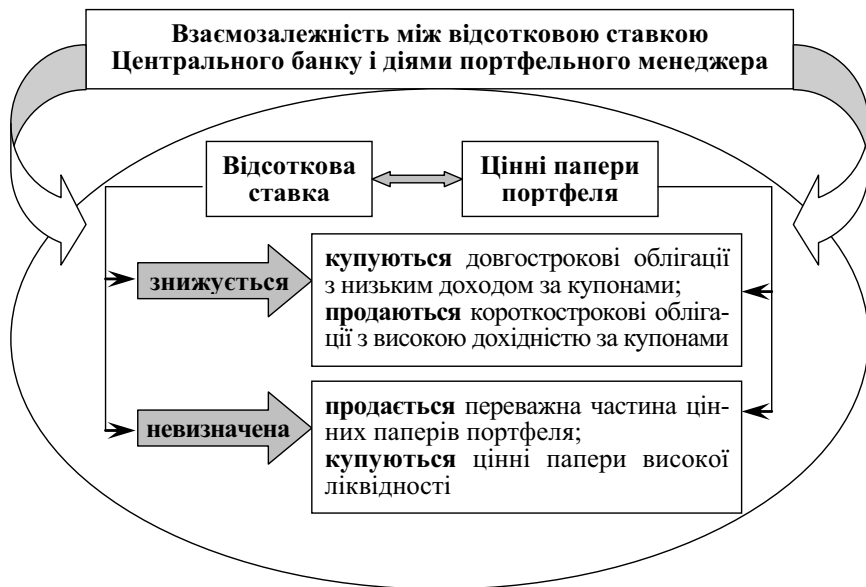 Взаємозалежність між відсотковою ставкою
Центрального банку і діями портфельного менеджера
Відсоткова
ставка
Цінні папери
портфеля
знижується
купуються довгострокові облігації
з низьким доходом за купонами;
продаються короткострокові обліга-
ції з високою дохідністю за купонами
невизначена
продається переважна частина цін-
них паперів портфеля;
купуються цінні папери високої
ліквідності